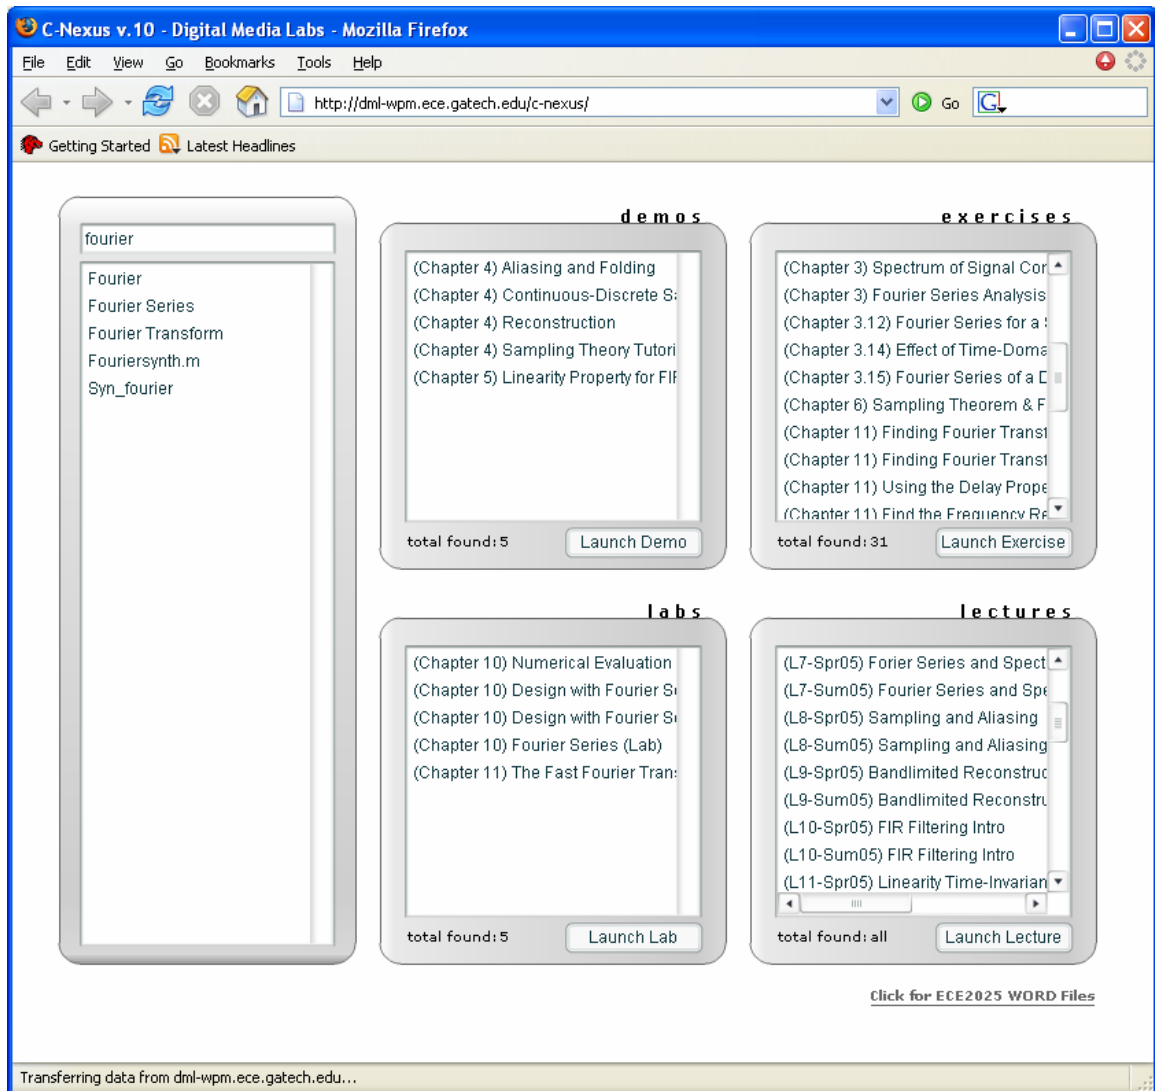 C-Nexus v.10 - Digital Media Labs - Mozilla Firefox
File Edit View Go Bookmarks Tools Help
http://dml-wpm.ece.gatech.edu/c-nexus/ Go G
Getting Started Latest Headlines
fourier
Fourier
Fourier Series
Fourier Transform
Fouriersynth.m
Syn_fourier
demos
(Chapter 4) Aliasing and Folding
(Chapter 4) Continuous-Discrete
(Chapter 4) Reconstruction
(Chapter 4) Sampling Theory Tutori
(Chapter 5) Linearity Property for FI
total found: 5 Launch Demo
exercises
(Chapter 3) Spectrum of Signal Cor
(Chapter 3) Fourier Series Analysis
(Chapter 3.12) Fourier Series for a
(Chapter 3.14) Effect of Time-Doma
(Chapter 3.15) Fourier Series of a
(Chapter 6) Sampling Theorem & F
(Chapter 11) Finding Fourier Transf
(Chapter 11) Finding Fourier Transf
(Chapter 11) Using the Delay Prope
(Chapter 11) Find the Frequency Re
total found: 31 Launch Exercise
labs
(Chapter 10) Numerical Evaluation
(Chapter 10) Design with Fourier
(Chapter 10) Design with Fourier
(Chapter 10) Fourier Series (Lab)
(Chapter 11) The Fast Fourier Tran
total found: 5 Launch Lab
lectures
(L7-Spr05) Forier Series and Spect
(L7-Sum05) Fourier Series and Spe
(L8-Spr05) Sampling and Aliasing
(L8-Sum05) Sampling and Aliasing
(L9-Spr05) Bandlimited Reconstruc
(L9-Sum05) Bandlimited Reconstru
(L10-Spr05) FIR Filtering Intro
(L10-Sum05) FIR Filtering Intro
(L11-Spr05) Linearity Time-Invarian
total found: all Launch Lecture
Click for ECE2025 WORD Files
Transferring data from dml-wpm.ece.gatech.edu...